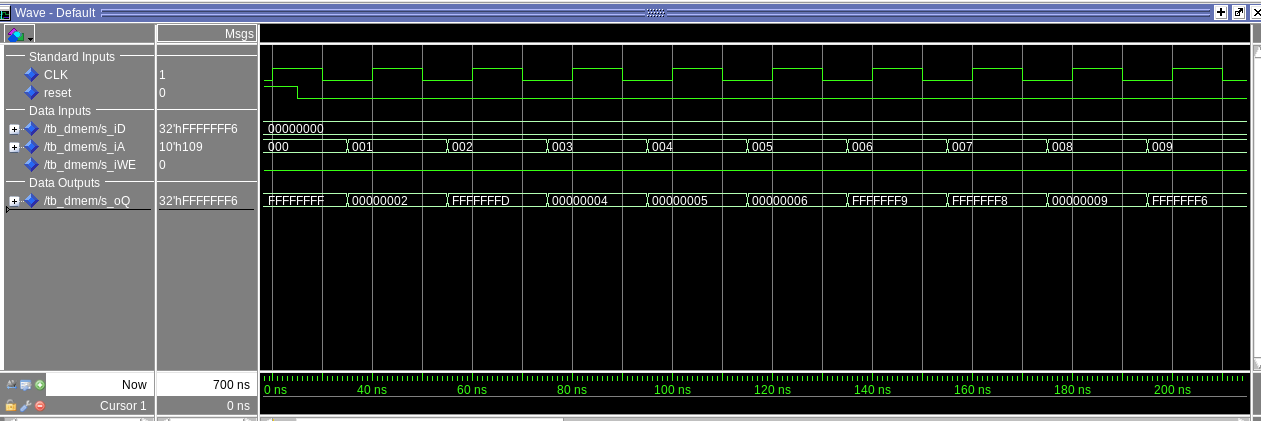 Wave - Default
Msgs
Standard Inputs
CLK 1
reset 0
Data Inputs
/tb_dmem/s_iD 32'hFFFFFFF6 00000000
/tb_dmem/s_iA 10'h109 000 001 002 003 004 005 006 007 008 009
/tb_dmem/s_iWE 0
Data Outputs
/tb_dmem/s_oQ 32'hFFFFFFF6 FFFFFFFF 00000002 FFFFFFFD 00000004 00000005 00000006 FFFFFFF9 FFFFFFF8 00000009 FFFFFFF6
Now 700 ns 0 ns 40 ns 60 ns 80 ns 100 ns 120 ns 140 ns 160 ns 180 ns 200 ns
Cursor 1 0 ns